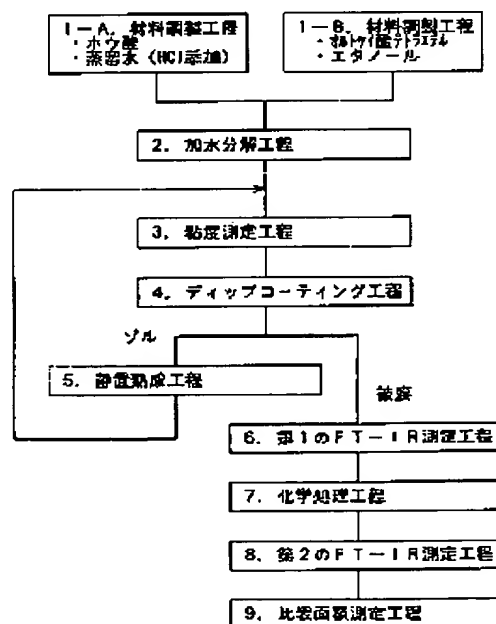 1－A. 材料調製工程
・ホウ酸
・蒸留水(HCl添加)
1－B. 材料調製工程
・オルトケイ酸テトラエチル
・エタノール
2. 加水分解工程
3. 粘度測定工程
4. ディップコーティング工程
ゾル
5. 静置熟成工程
被膜
6. 第1のFT－IR測定工程
7. 化学処理工程
8. 第2のFT－IR測定工程
9. 比表面積測定工程